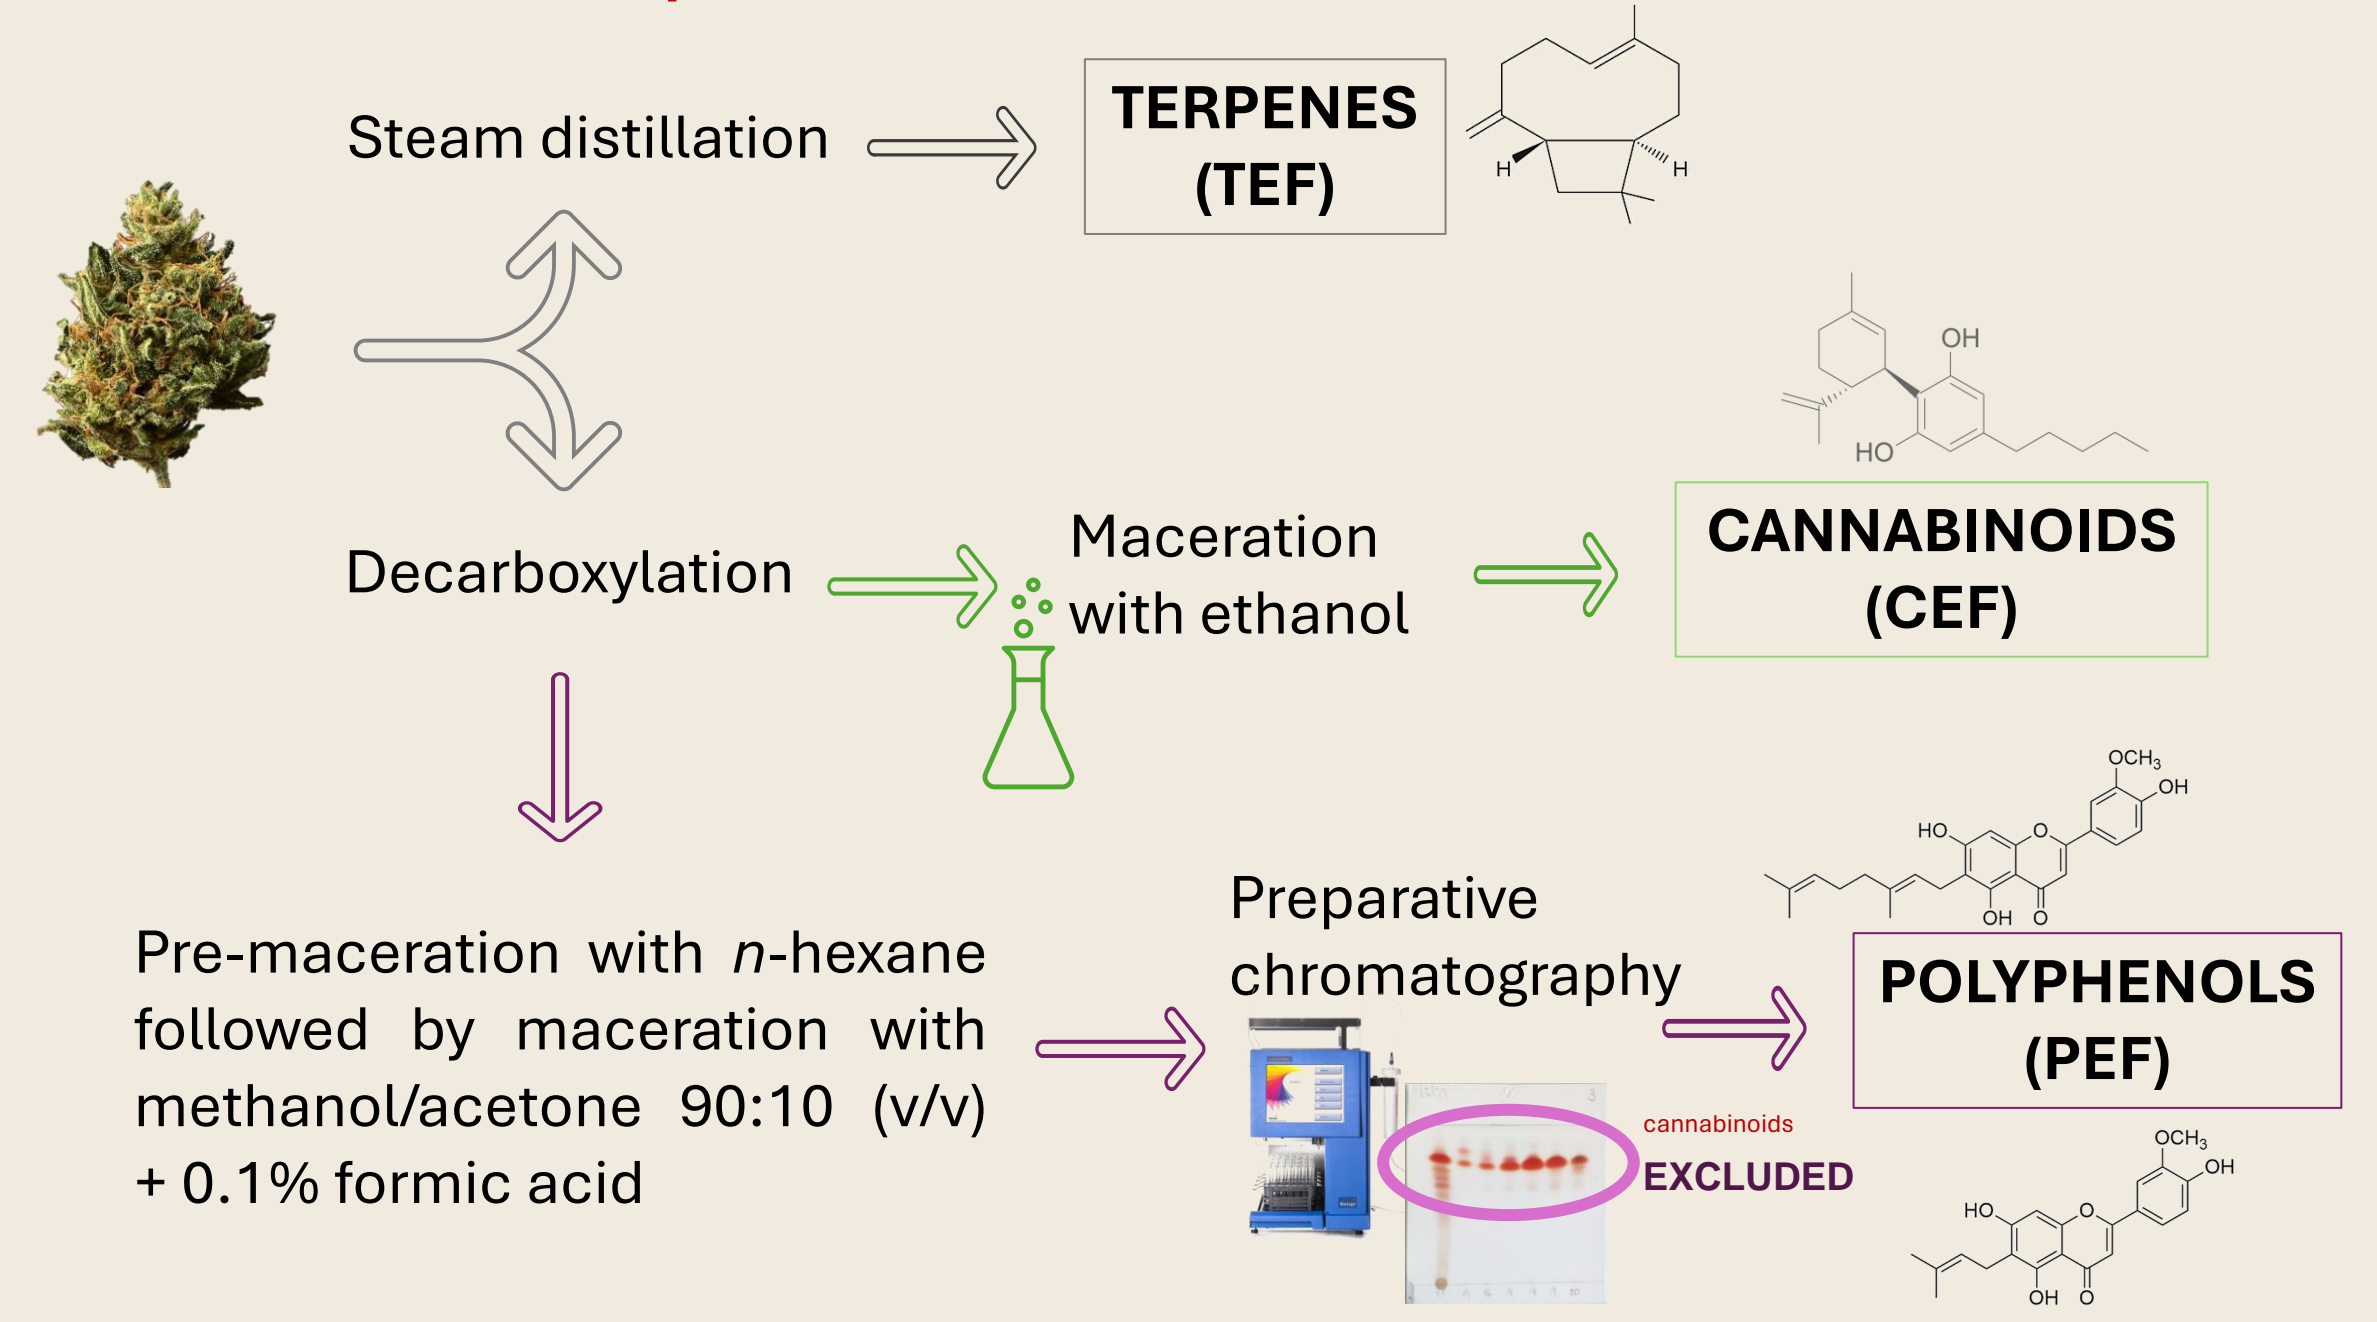 Steam distillation
TERPENES
(TEF)
H
H
OH
HO
Decarboxylation
Maceration
with ethanol
CANNABINOIDS
(CEF)
OCH3
OH
HO
O
OH
O
Preparative
chromatography
Pre-maceration with n-hexane
followed by maceration with
methanol/acetone 90:10 (v/v)
+ 0.1% formic acid
POLYPHENOLS
(PEF)
3
cannabinoids
EXCLUDED
OCH3
OH
HO
O
OH
O